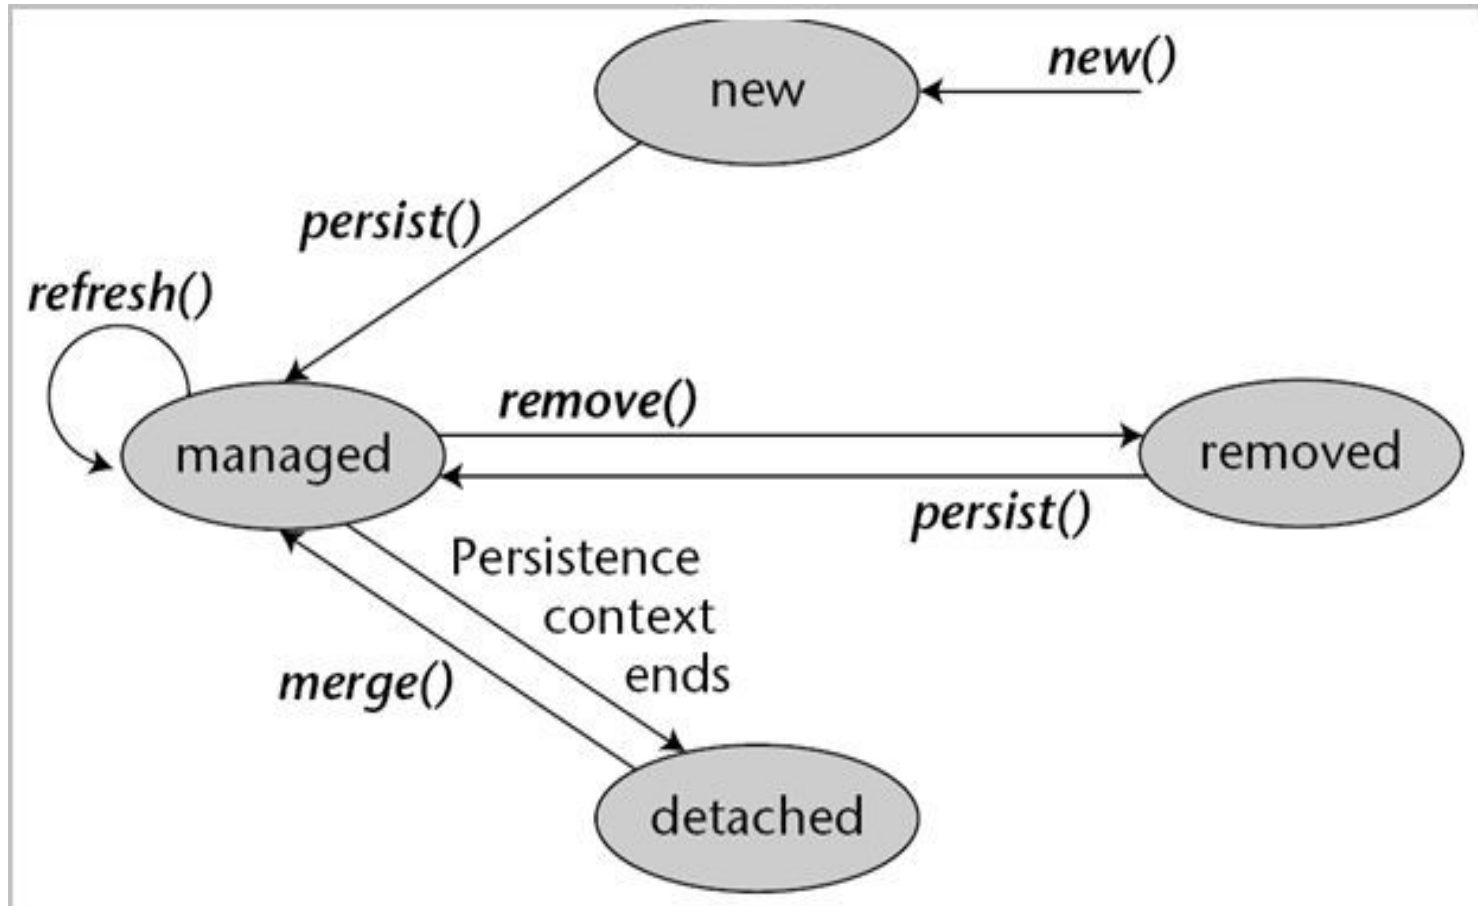 new()
new
persist()
refresh()
remove()
managed
removed
persist()
Persistence
context
ends
merge()
detached